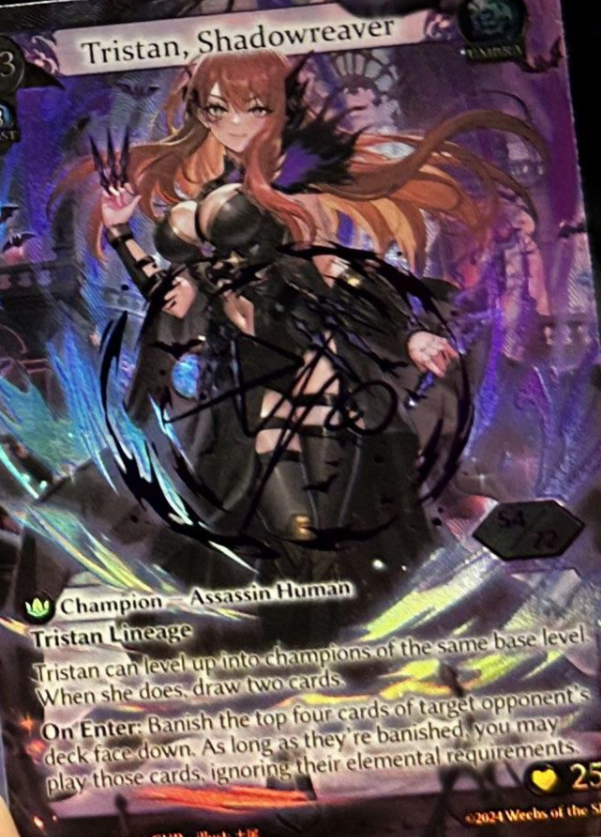 Tristan, Shadowreaver
3
UMBRA
54/72
Champion — Assassin Human
Tristan Lineage
Tristan can level up into champions of the same base level.
When she does, draw two cards.
On Enter: Banish the top four cards of target opponent's
deck face down. As long as they're banished, you may
play those cards, ignoring their elemental requirements.
25
©2024 Weebs of the